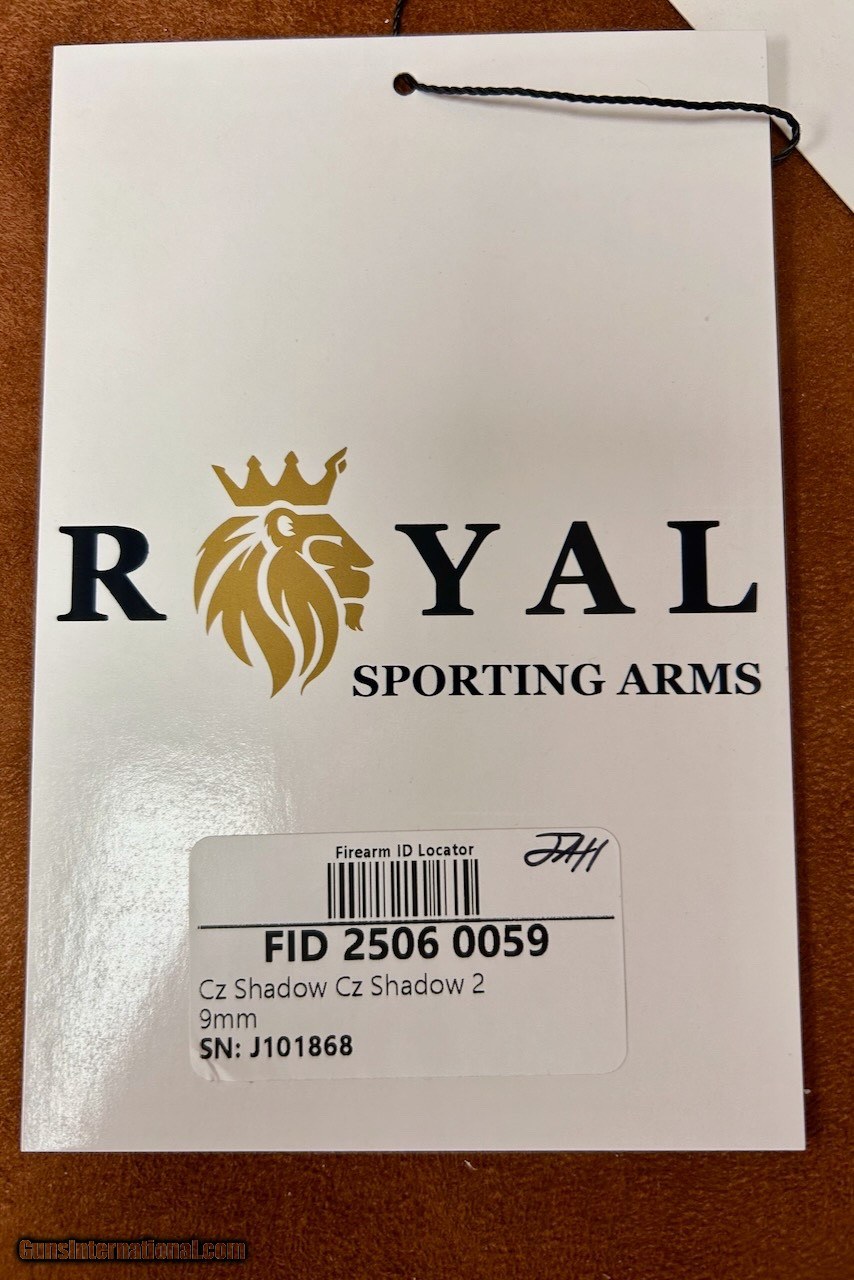 ROYAL
SPORTING ARMS
Firearm ID Locator
JAH
FID 2506 0059
Cz Shadow Cz Shadow 2
9mm
SN: J101868
GunsInternational.com